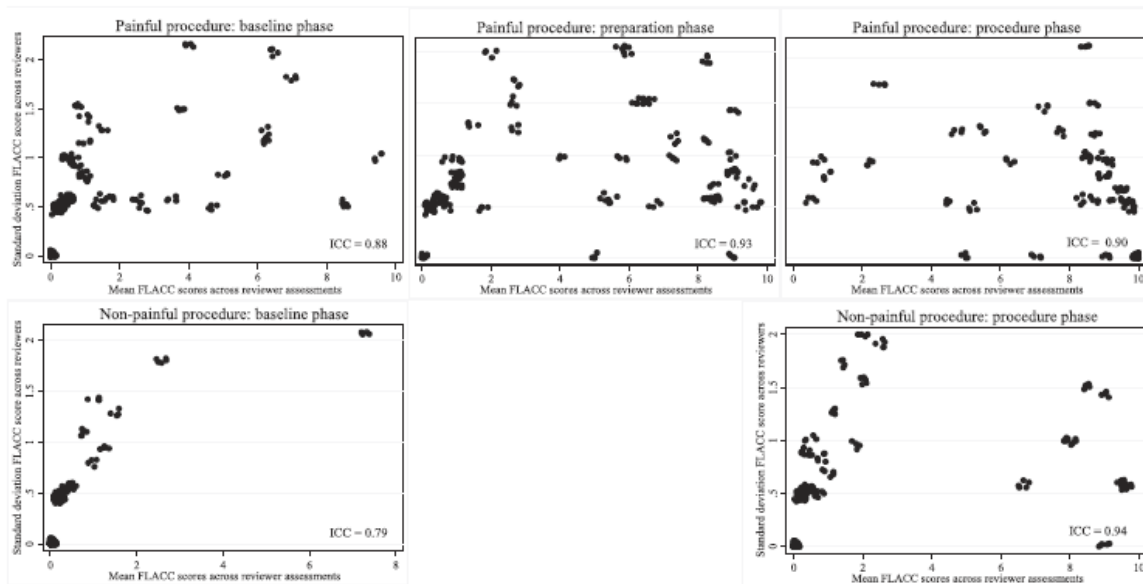 Painful procedure: baseline phase
Painful procedure: preparation phase
Painful procedure: procedure phase
Standard deviation FLACC score across reviewers
2
1.5
1
.5
0
ICC = 0.88
ICC = 0.93
ICC = 0.90
0 2 4 6 8 10
0 2 4 6 8 10
0 2 4 6 8 10
Mean FLACC scores across reviewer assessments
Mean FLACC scores across reviewer assessments
Mean FLACC scores across reviewer assessments
Non-painful procedure: baseline phase
Non-painful procedure: procedure phase
Standard deviation FLACC score across reviewers
2
1.5
1
.5
0
ICC = 0.79
0 2 4 6 8
Mean FLACC scores across reviewer assessments
Standard deviation FLACC score across reviewers
2
1.5
1
.5
0
ICC = 0.94
0 2 4 6 8 10
Mean FLACC scores across reviewer assessments